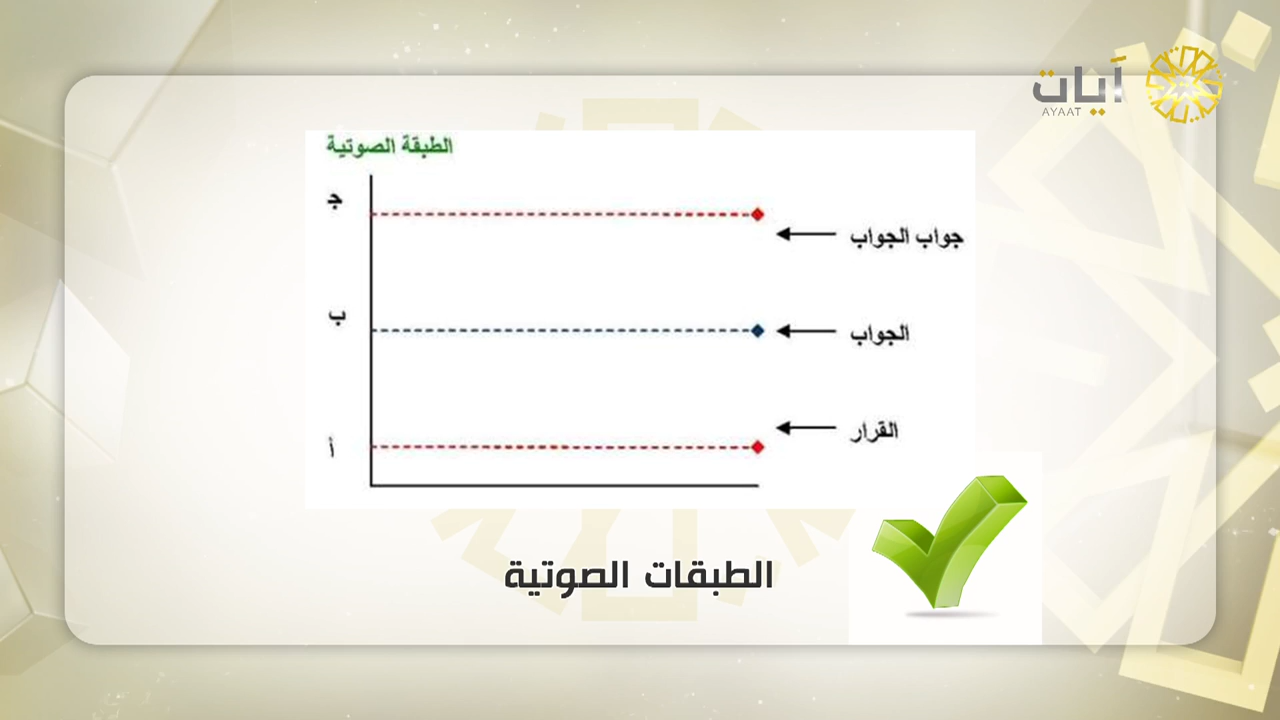 آيات
AYAAT
الطبقة الصوتية
ج
جواب الجواب
ب
الجواب
القرار
أ
الطبقات الصوتية